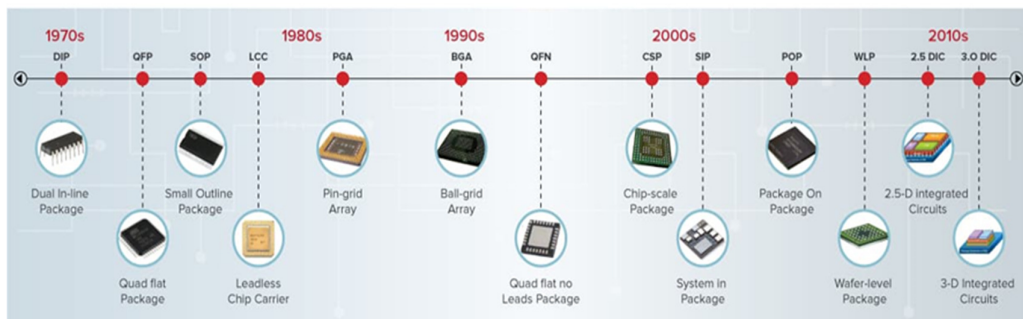 1970s
1980s
1990s
2000s
2010s
DIP
QFP
SOP
LCC
PGA
BGA
QFN
CSP
SIP
POP
WLP
2.5 DIC
3.0 DIC
Dual In-line
Package
Small Outline
Package
Pin-grid
Array
Ball-grid
Array
Chip-scale
Package
Package On
Package
2.5-D integrated
Circuits
Quad flat
Package
Leadless
Chip Carrier
Quad flat no
Leads Package
System in
Package
Wafer-level
Package
3-D Integrated
Circuits